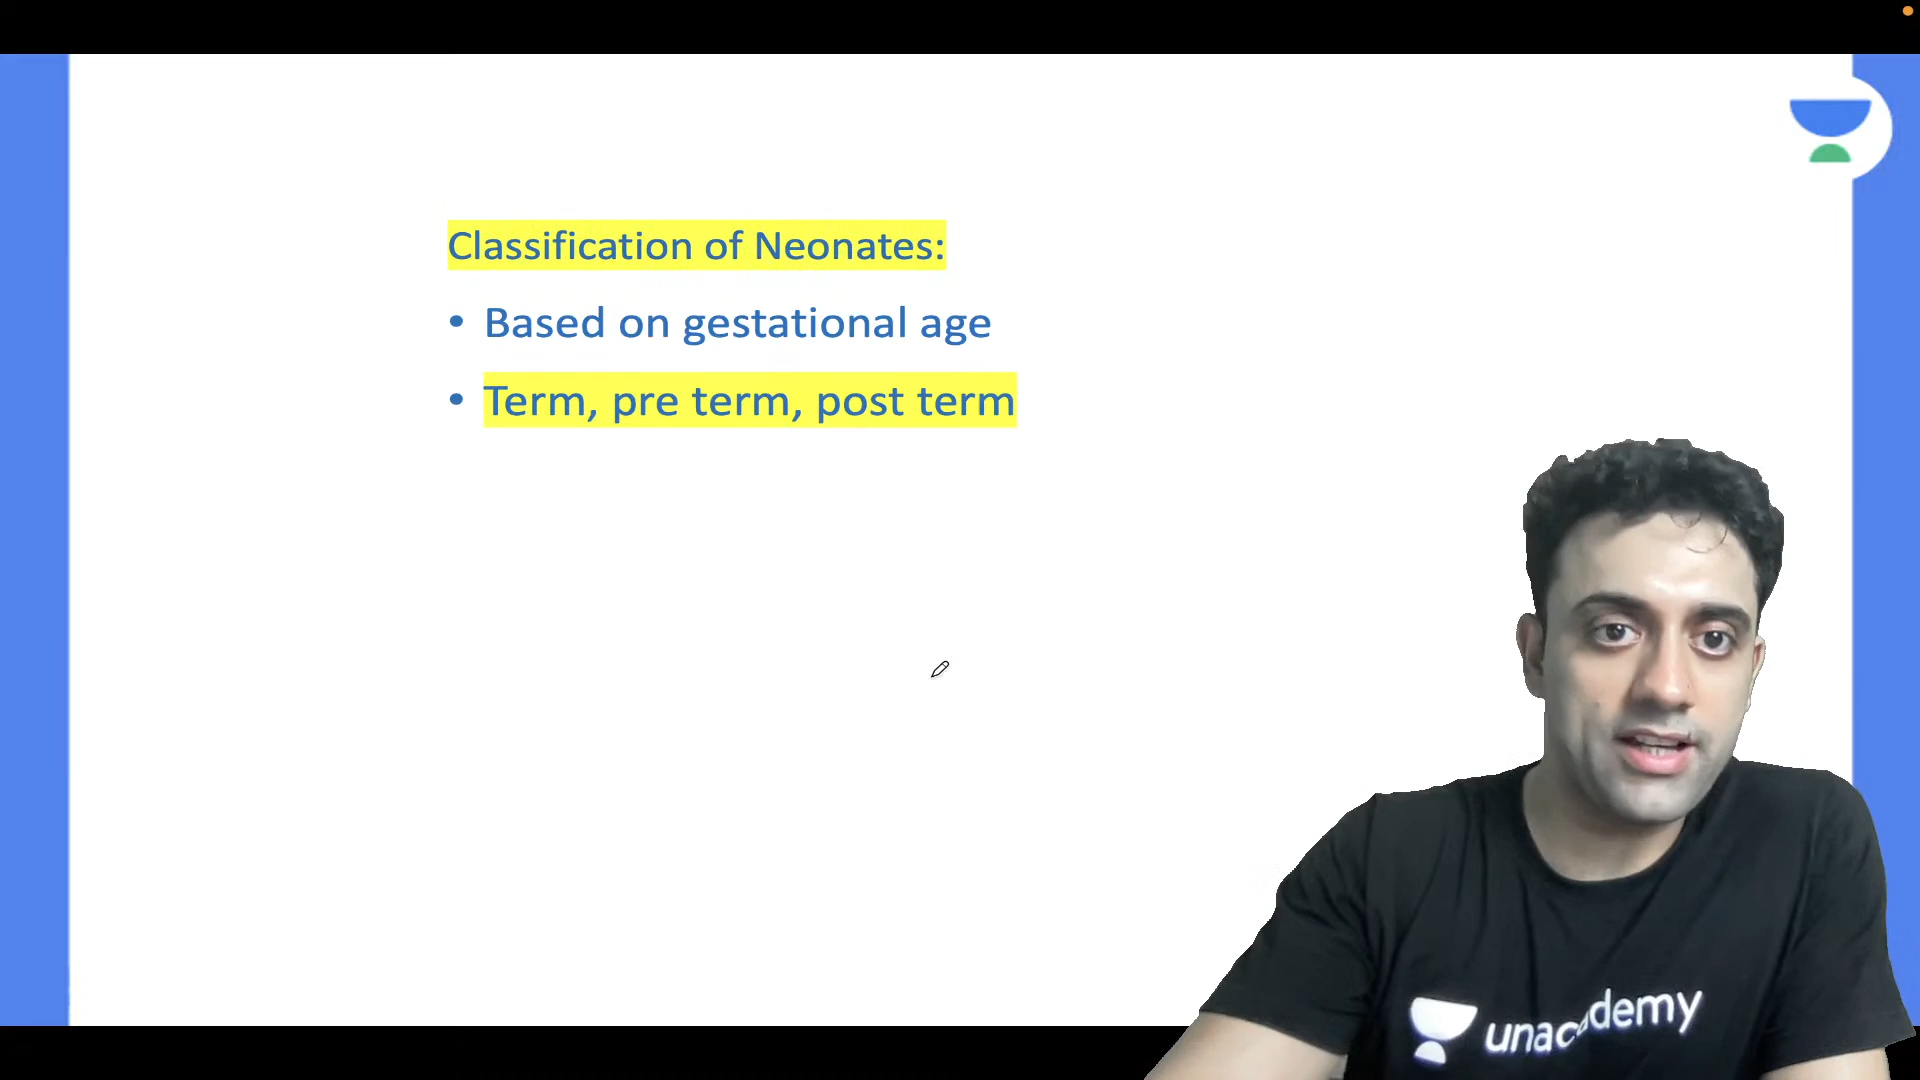 Classification of Neonates:
• Based on gestational age
• Term, pre term, post term
unacademy